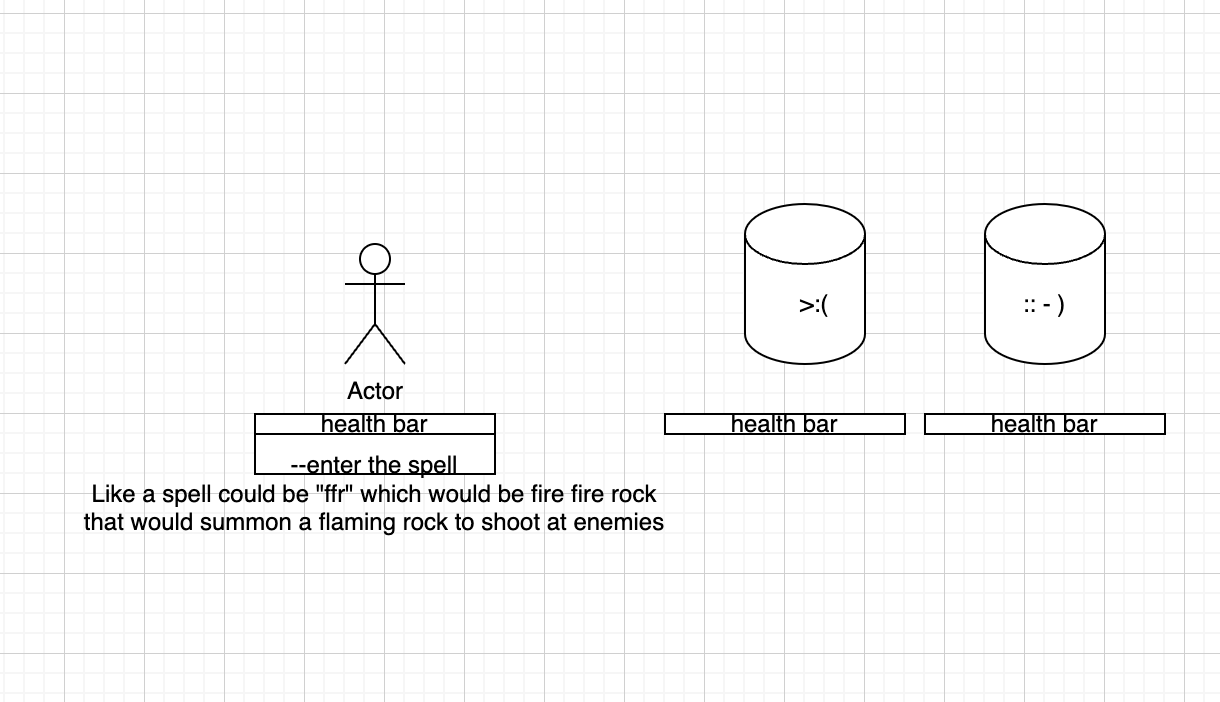 >:(
:: - )
Actor
health bar
health bar
health bar
--enter the spell
Like a spell could be "ffr" which would be fire fire rock
that would summon a flaming rock to shoot at enemies